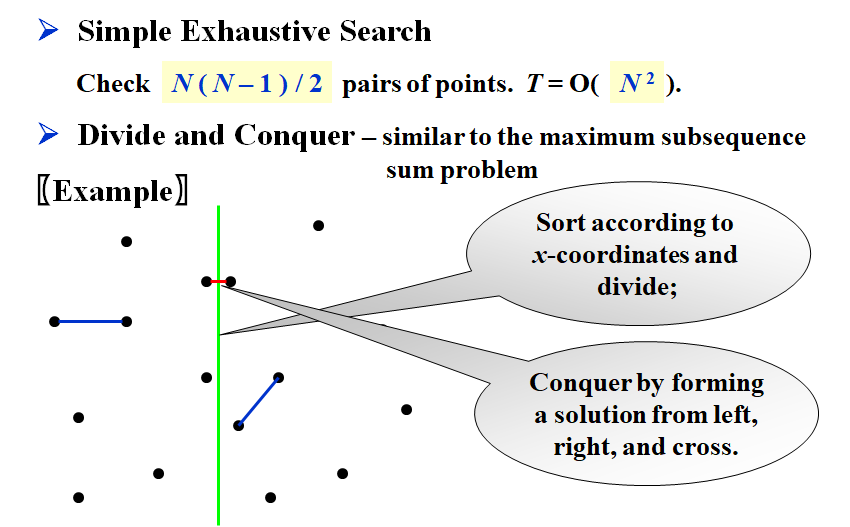 ➢ Simple Exhaustive Search
Check N ( N – 1 ) / 2 pairs of points. T = O( N² ).
➢ Divide and Conquer – similar to the maximum subsequence
sum problem
〖Example〗
Sort according to
x-coordinates and
divide;
Conquer by forming
a solution from left,
right, and cross.